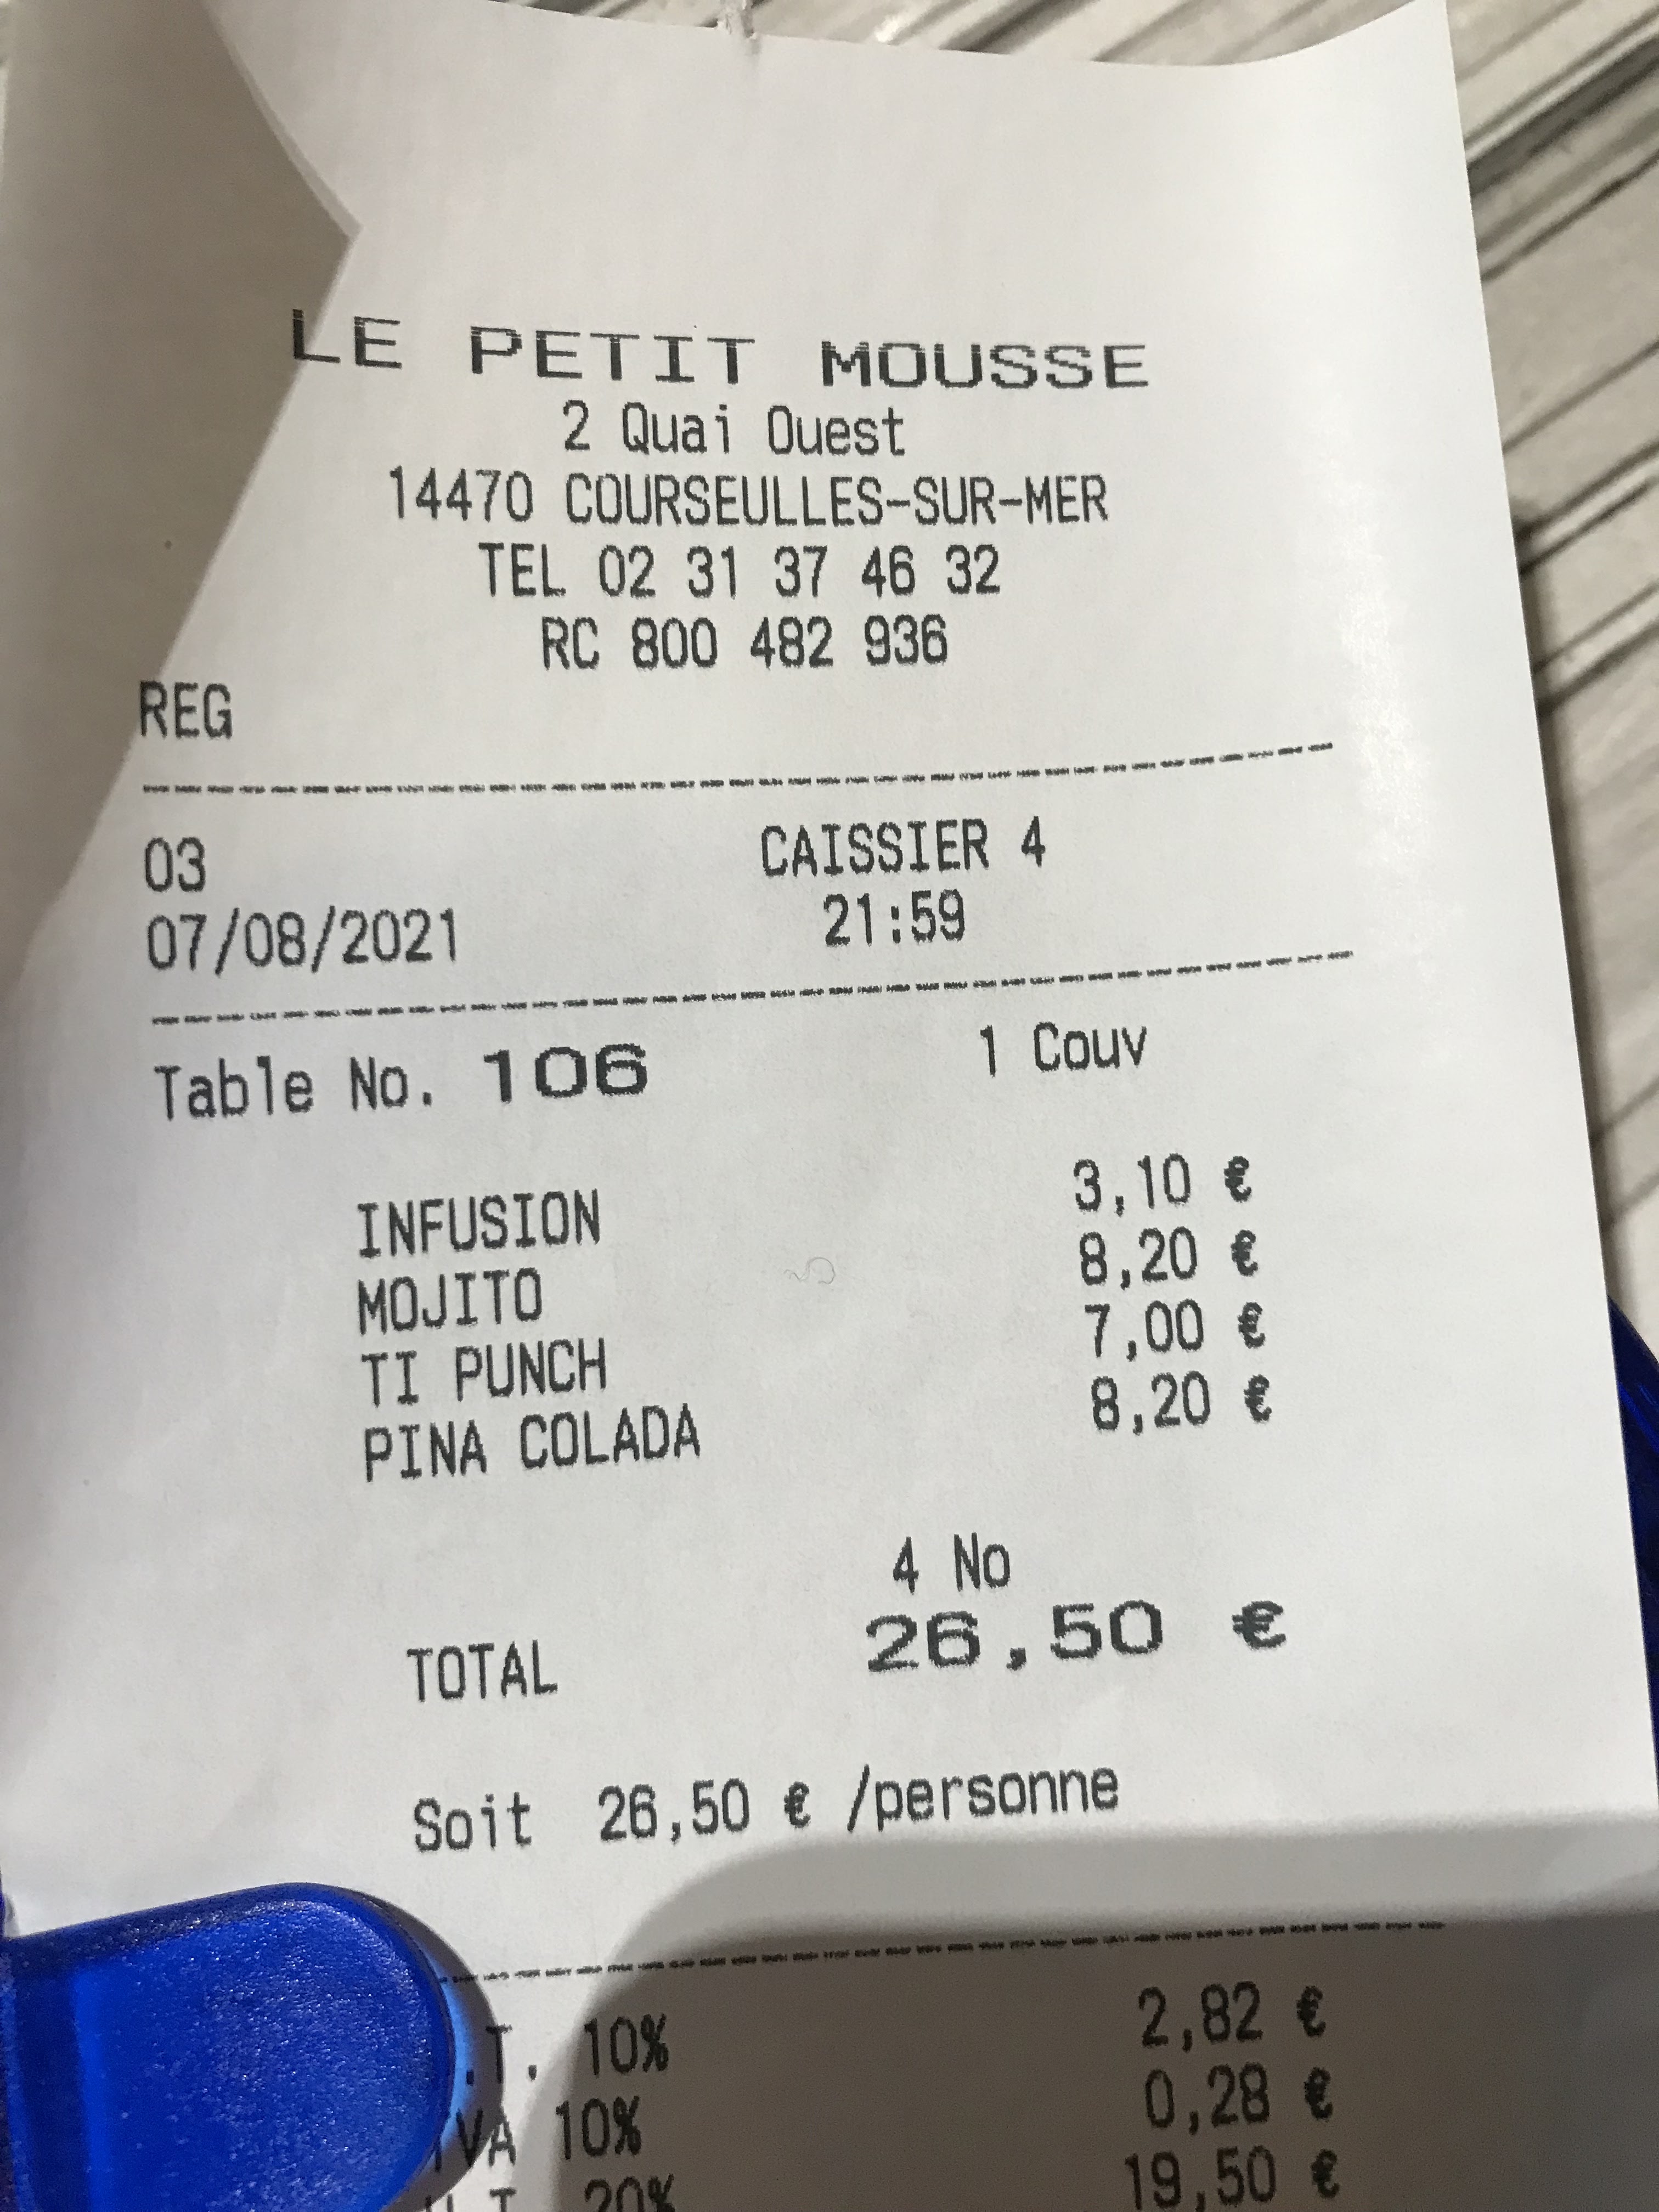 LE PETIT MOUSSE
2 Quai Ouest
14470 COURSEULLES-SUR-MER
TEL 02 31 37 46 32
RC 800 482 936
REG
03 CAISSIER 4
07/08/2021 21:59
Table No. 106 1 Couv
INFUSION 3,10 €
MOJITO 8,20 €
TI PUNCH 7,00 €
PINA COLADA 8,20 €
4 No
TOTAL 26,50 €
Soit 26,50 € /personne
.T. 10% 2,82 €
VA 10% 0,28 €
20% 19,50 €